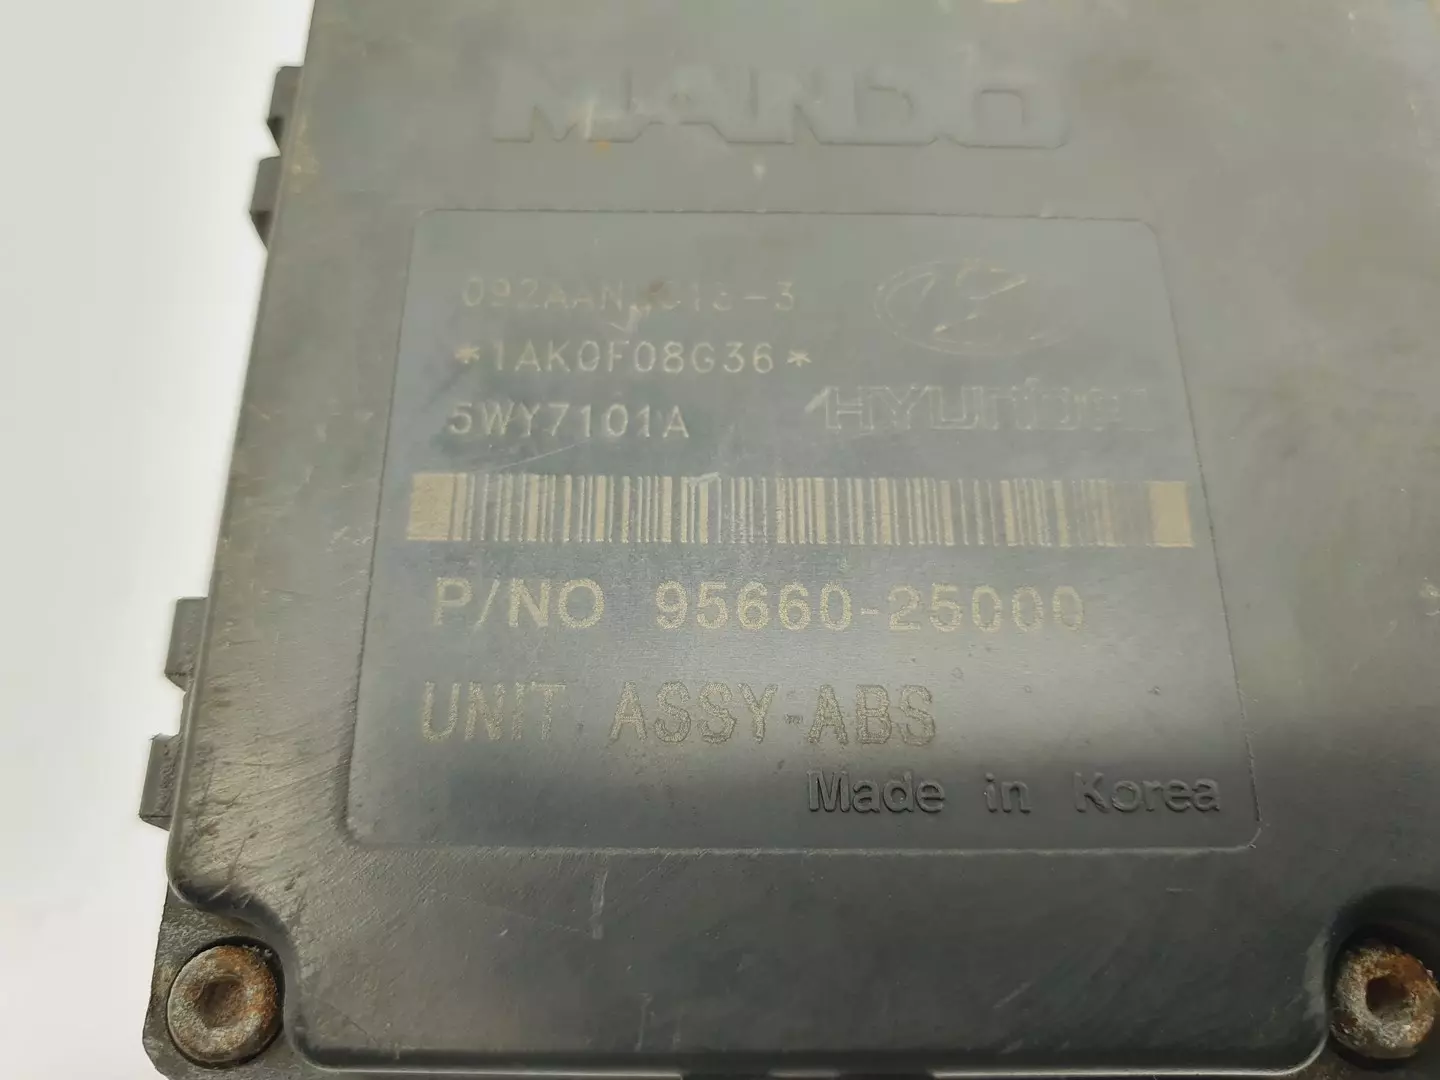 MANDO
*1AK0F08G36*
5WY7101A
HYUNDAI
P/NO 95660-25000
UNIT ASSY-ABS
Made in Korea